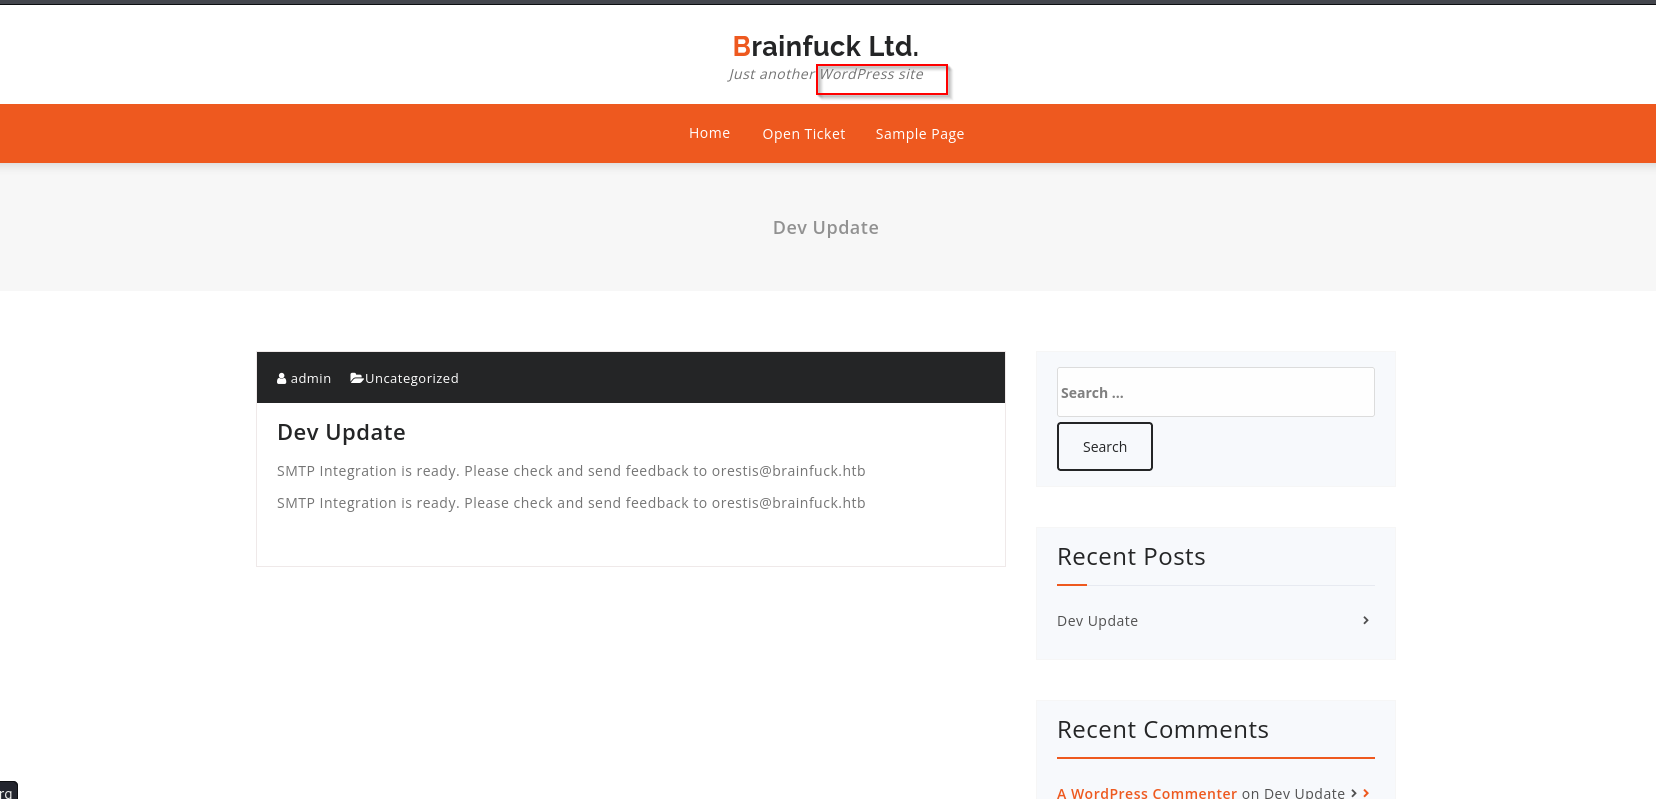 Brainfuck Ltd.
Just another WordPress site
Home Open Ticket Sample Page
Dev Update
admin Uncategorized
Dev Update
SMTP Integration is ready. Please check and send feedback to orestis@brainfuck.htb
SMTP Integration is ready. Please check and send feedback to orestis@brainfuck.htb
Search ...
Search
Recent Posts
Dev Update
Recent Comments
A WordPress Commenter on Dev Update